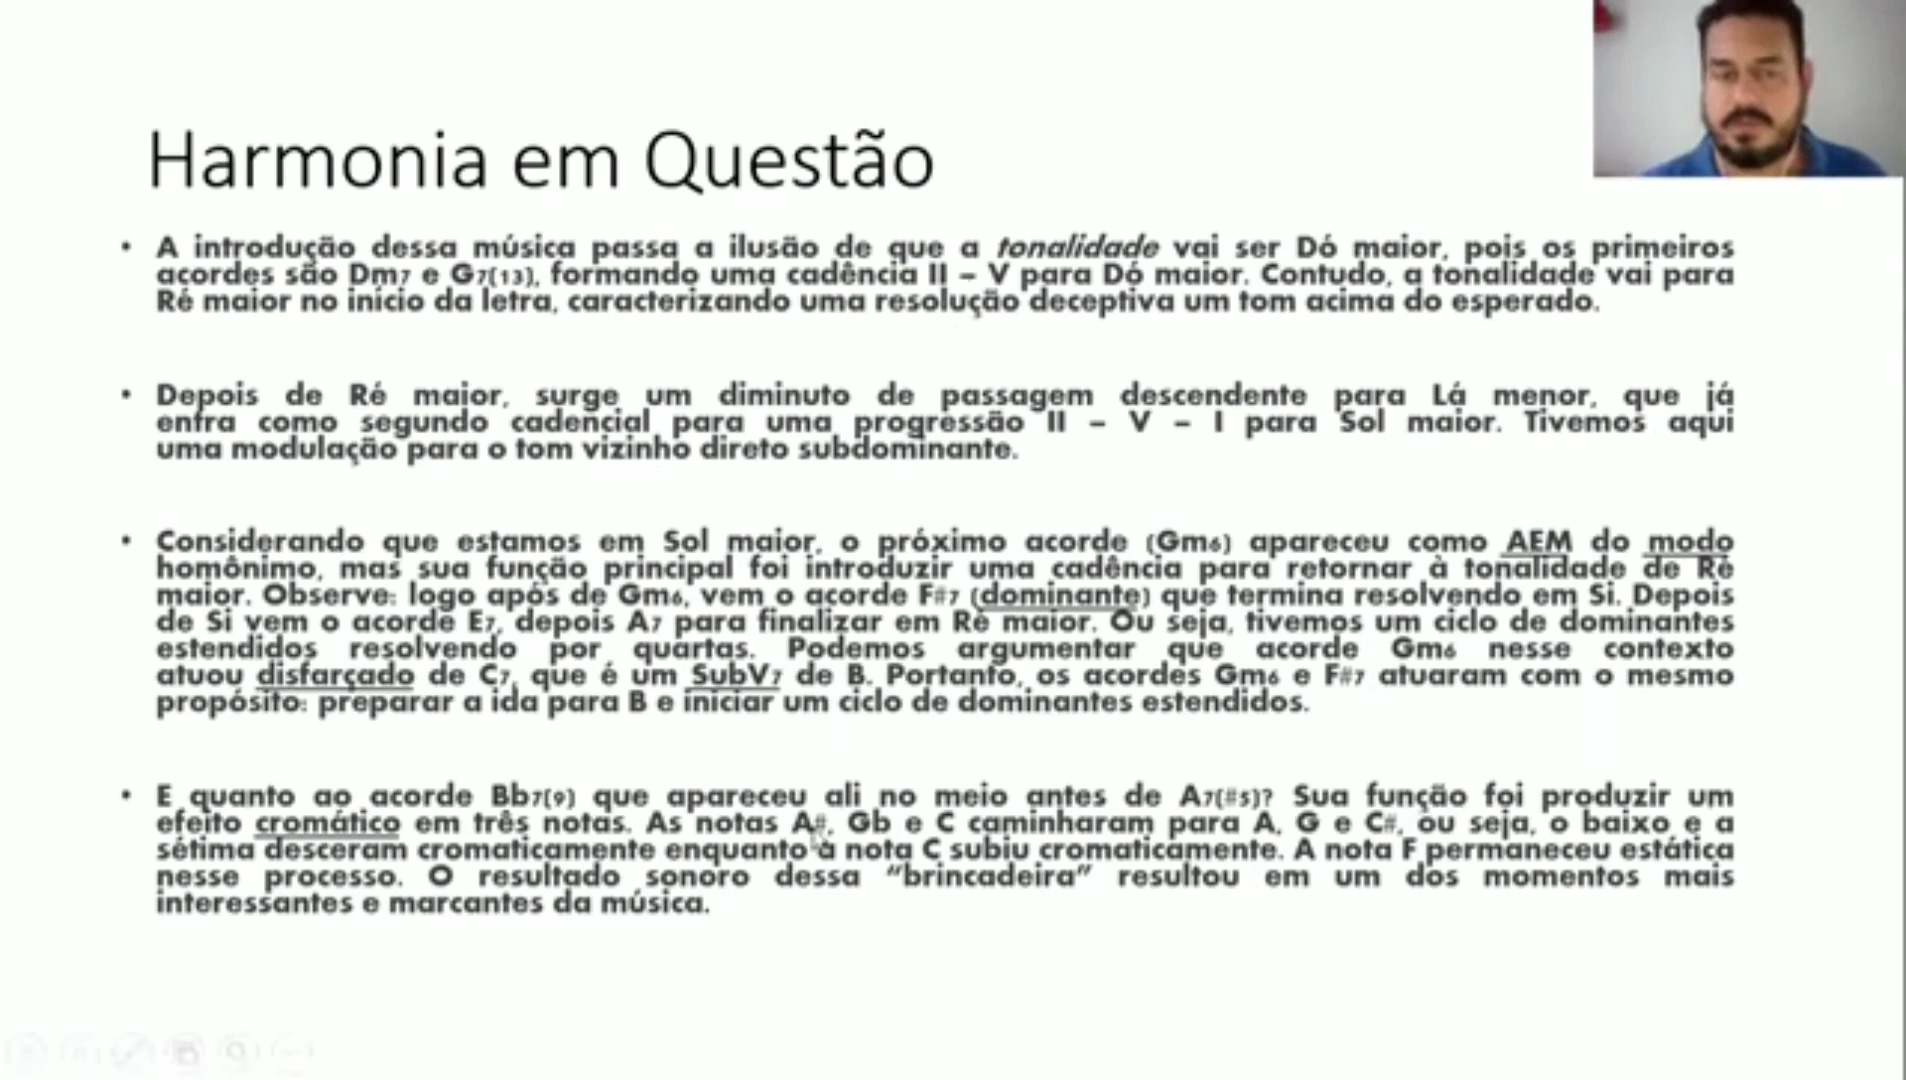 Harmonia em Questão
• A introdução dessa música passa a ilusão de que a tonalidade vai ser Dó maior, pois os primeiros
acordes são Dm7 e G7(13), formando uma cadência II – V para Dó maior. Contudo, a tonalidade vai para
Ré maior no início da letra, caracterizando uma resolução deceptiva um tom acima do esperado.
• Depois de Ré maior, surge um diminuto de passagem descendente para Lá menor, que já
entra como segundo cadencial para uma progressão II – V – I para Sol maior. Tivemos aqui
uma modulação para o tom vizinho direto subdominante.
• Considerando que estamos em Sol maior, o próximo acorde (Gm6) apareceu como AEM do modo
homônimo, mas sua função principal foi introduzir uma cadência para retornar à tonalidade de Ré
maior. Observe: logo após de Gm6, vem o acorde F#7 (dominante) que termina resolvendo em Si. Depois
de Si vem o acorde E7, depois A7 para finalizar em Ré maior. Ou seja, tivemos um ciclo de dominantes
estendidos resolvendo por quartas. Podemos argumentar que acorde Gm6 nesse contexto
atuou disfarçado de C7, que é um SubV7 de B. Portanto, os acordes Gm6 e F#7 atuaram com o mesmo
propósito: preparar a ida para B e iniciar um ciclo de dominantes estendidos.
• E quanto ao acorde Bb7(9) que apareceu ali no meio antes de A7(#5)? Sua função foi produzir um
efeito cromático em três notas. As notas A#, Gb e C caminharam para A, G e C#, ou seja, o baixo e a
sétima desceram cromaticamente enquanto a nota C subiu cromaticamente. A nota F permaneceu estática
nesse processo. O resultado sonoro dessa “brincadeira” resultou em um dos momentos mais
interessantes e marcantes da música.